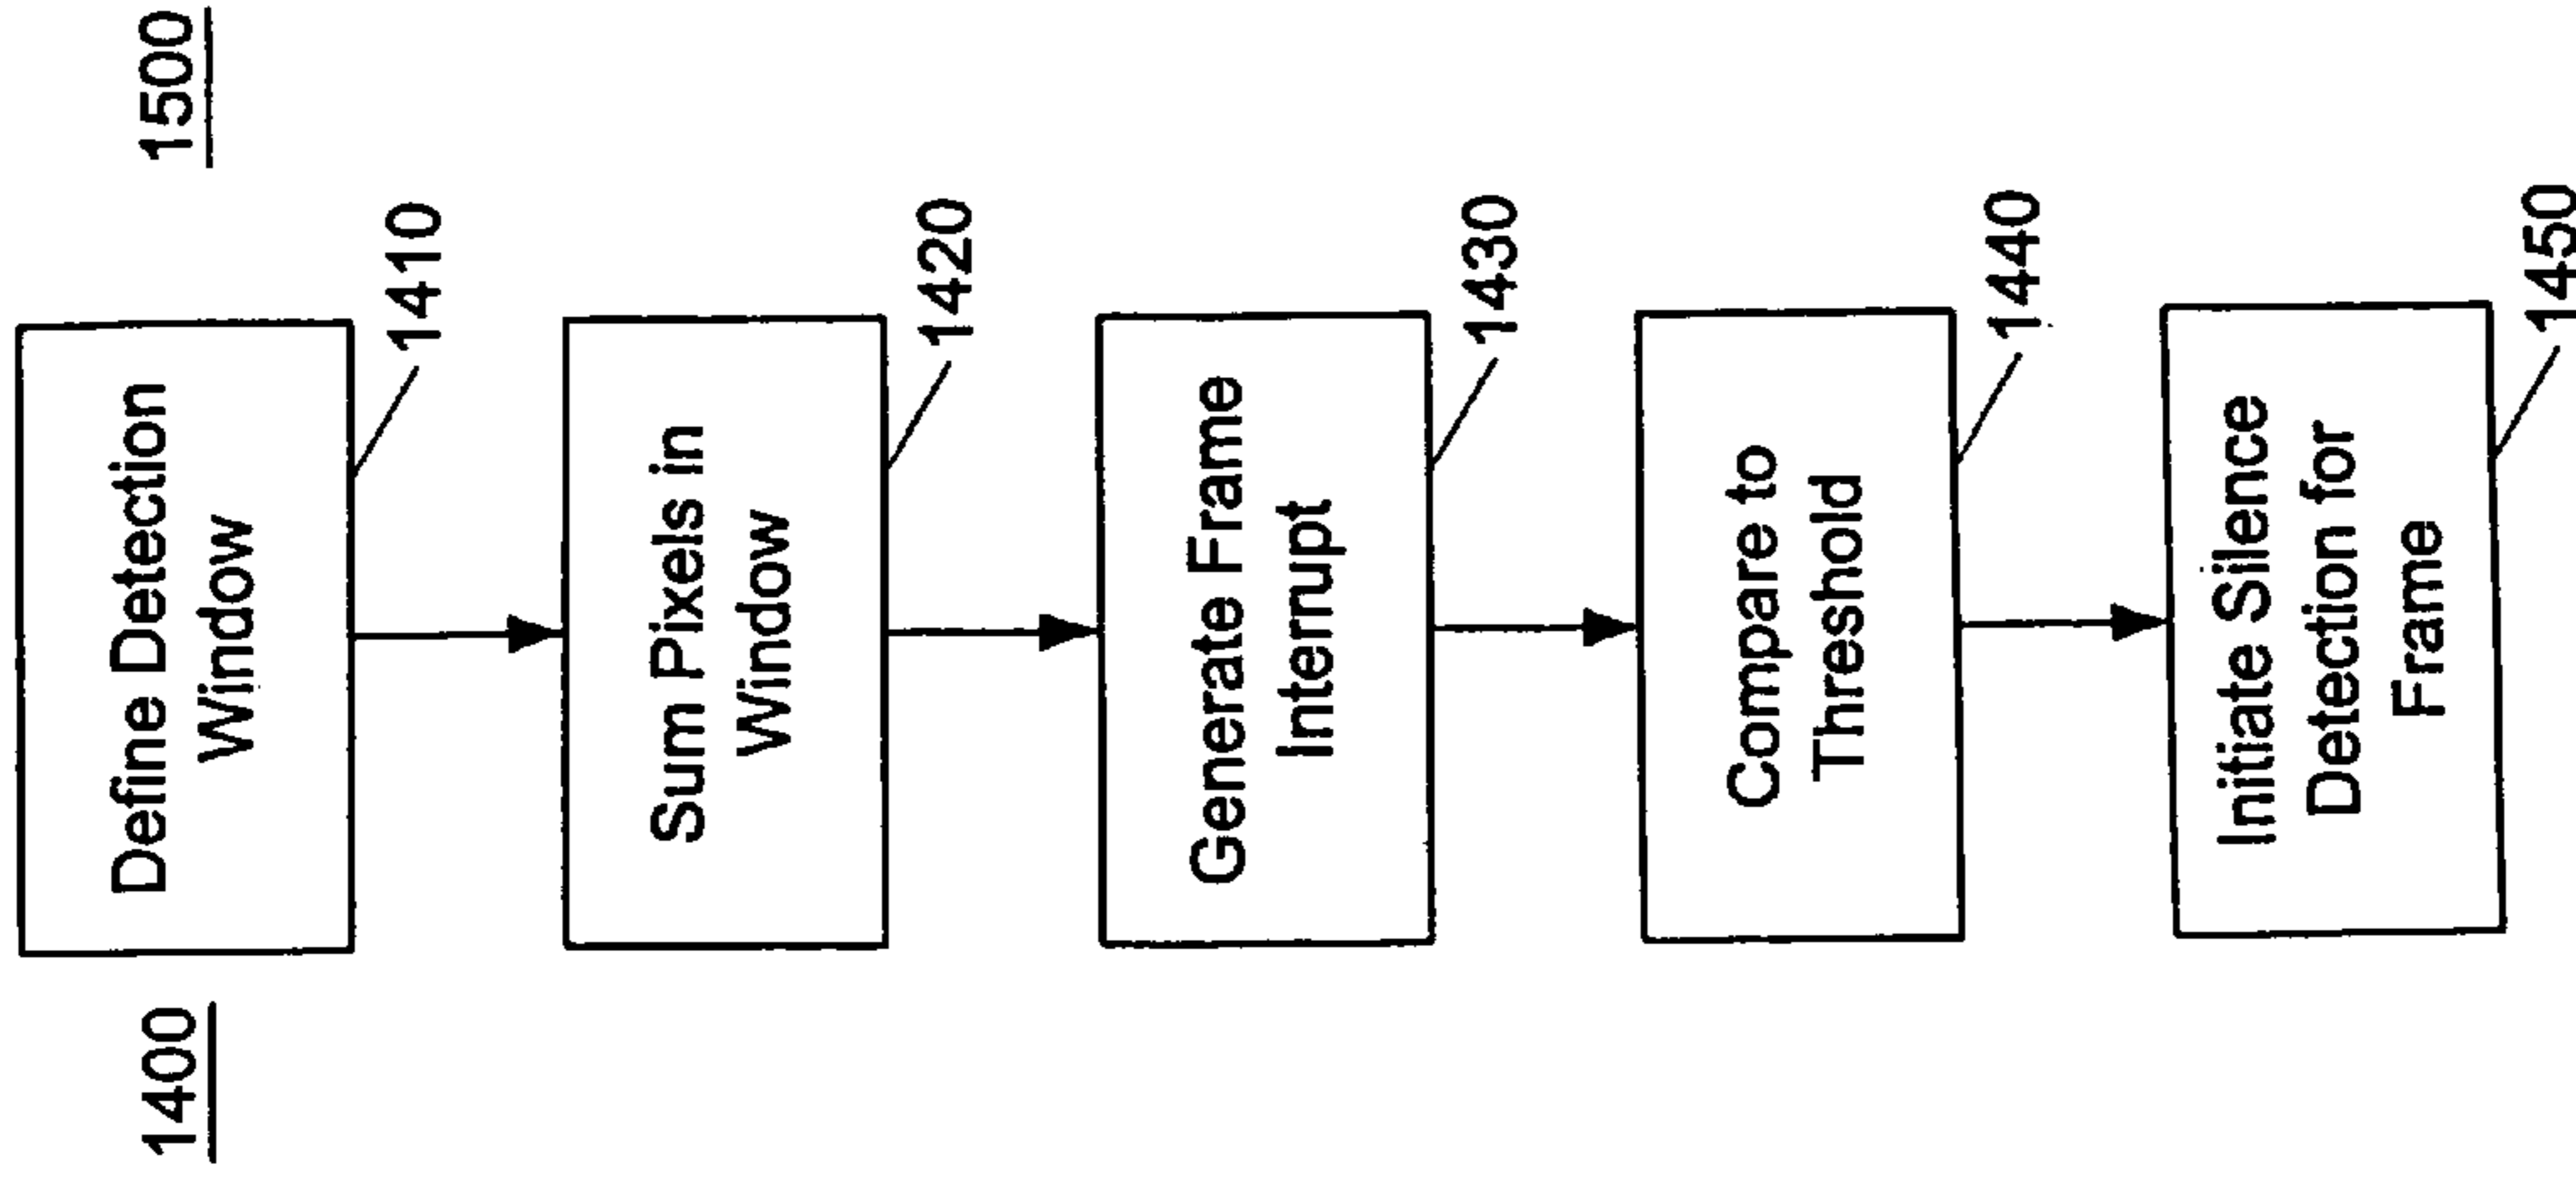 1400
1500
Define Detection
Window
1410
Sum Pixels in
Window
1420
Generate Frame
Interrupt
1430
Compare to
Threshold
1440
Initiate Silence
Detection for
Frame
1450